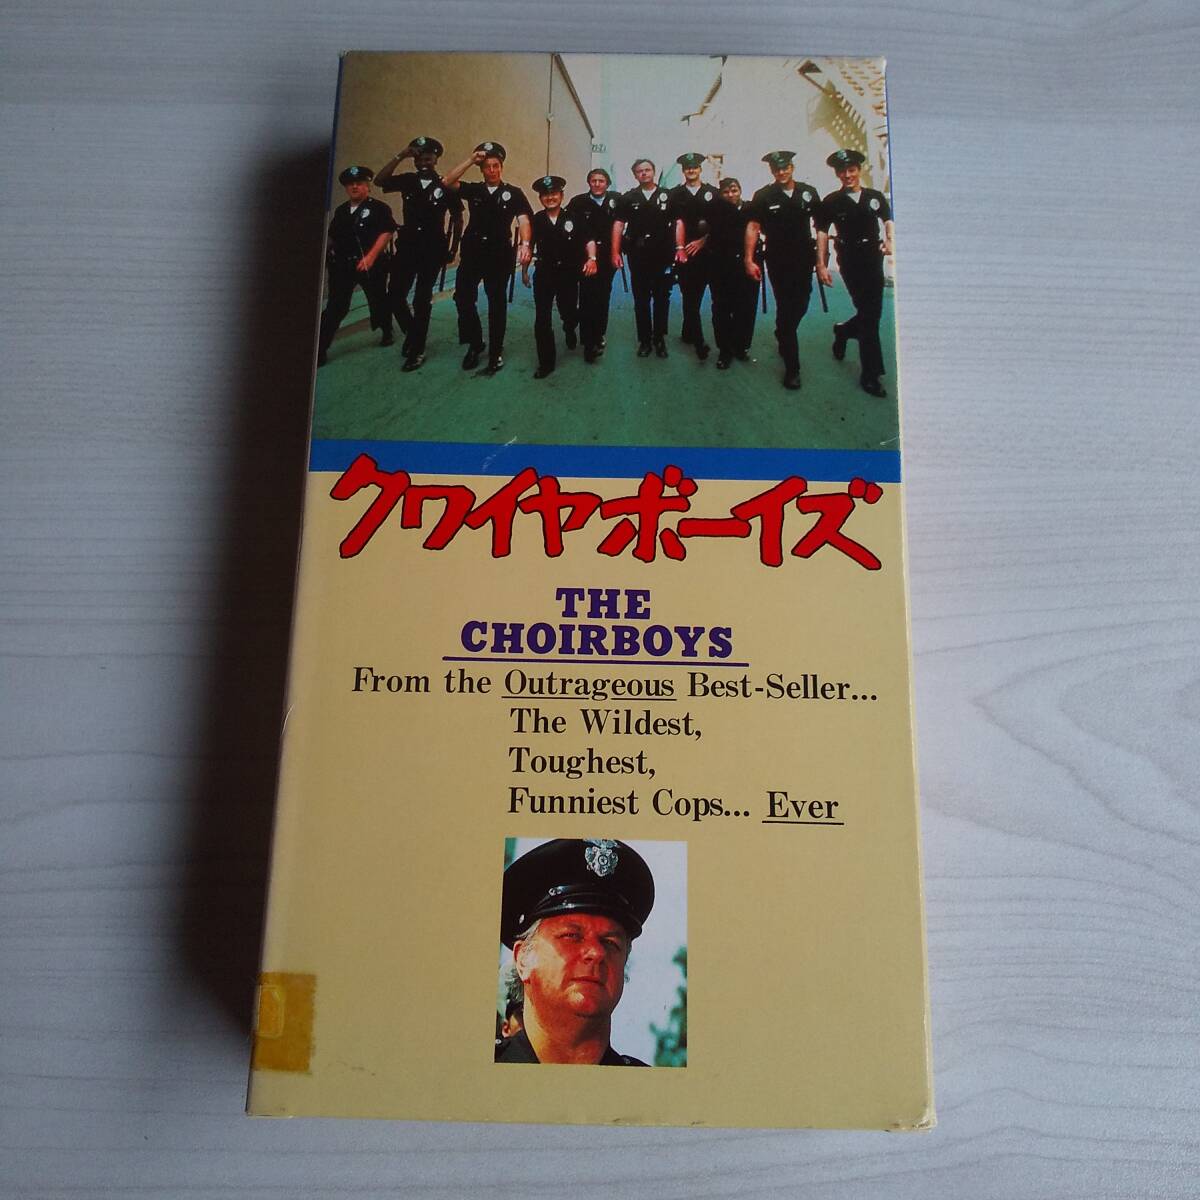 クワイヤボーイズ
THE
CHOIRBOYS
From the Outrageous Best-Seller...
The Wildest,
Toughest,
Funniest Cops... Ever